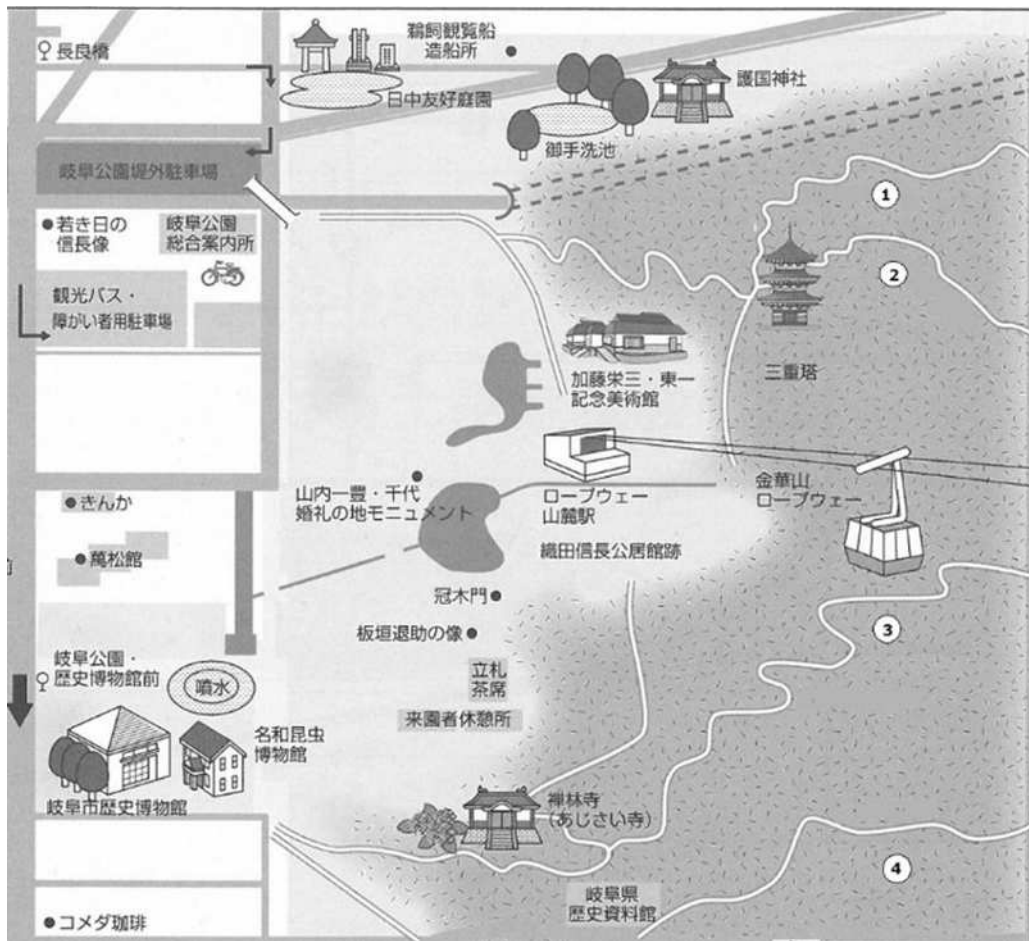 長良橋
鵜飼観覧船
造船所
日中友好庭園
護国神社
御手洗池
岐阜公園堤外駐車場
若き日の
信長像
岐阜公園
総合案内所
観光バス・
障がい者用駐車場
1
2
加藤栄三・東一
記念美術館
三重塔
山内一豊・千代
婚礼の地モニュメント
ロープウェー
山麓駅
金華山
ロープウェー
きんか
萬松館
織田信長公居館跡
冠木門
板垣退助の像
3
立札
茶席
来園者休憩所
岐阜公園・
歴史博物館前
噴水
名和昆虫
博物館
岐阜市歴史博物館
禅林寺
(あじさい寺)
4
岐阜県
歴史資料館
コメダ珈琲